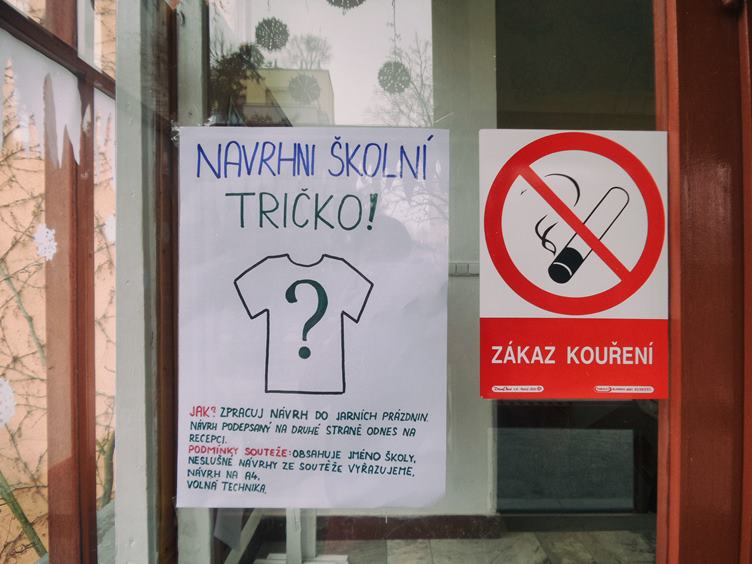 NAVRHNI ŠKOLNÍ
TRIČKO!
?
JAK? ZPRACUJ NÁVRH DO JARNÍCH PRÁZDNIN.
NÁVRH PODEPSANÝ NA DRUHÉ STRANĚ ODNES NA
RECEPCI.
PODMÍNKY SOUTEŽE: OBSAHUJE JMÉNO ŠKOLY,
NESLUŠNÉ NÁVRHY ZE SOUTĚŽE VYŘAZUJEME,
NÁVRH NA A4,
VOLNÁ TECHNIKA.
ZÁKAZ KOUŘENÍ